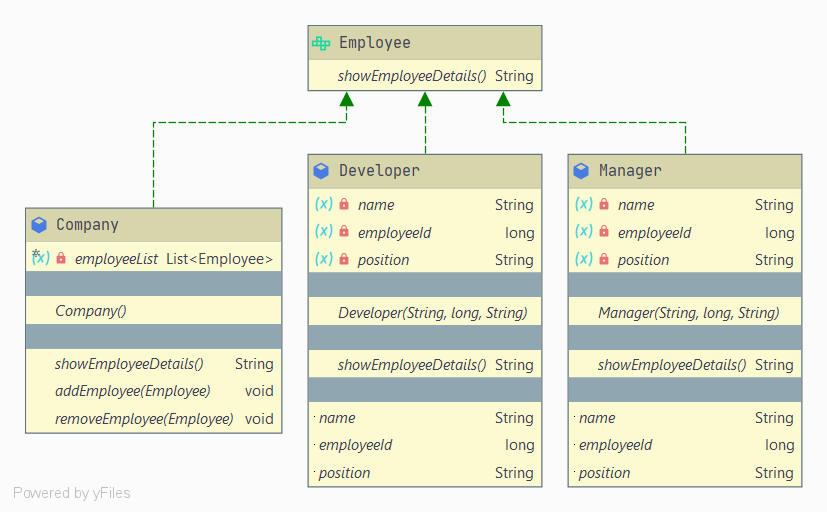 Employee
showEmployeeDetails() String
Company
employeeList List<Employee>
Company()
showEmployeeDetails() String
addEmployee(Employee) void
removeEmployee(Employee) void
Developer
(x) name String
(x) employeeId long
(x) position String
Developer(String, long, String)
showEmployeeDetails() String
name String
employeeId long
position String
Manager
(x) name String
(x) employeeId long
(x) position String
Manager(String, long, String)
showEmployeeDetails() String
name String
employeeId long
position String
Powered by yFiles